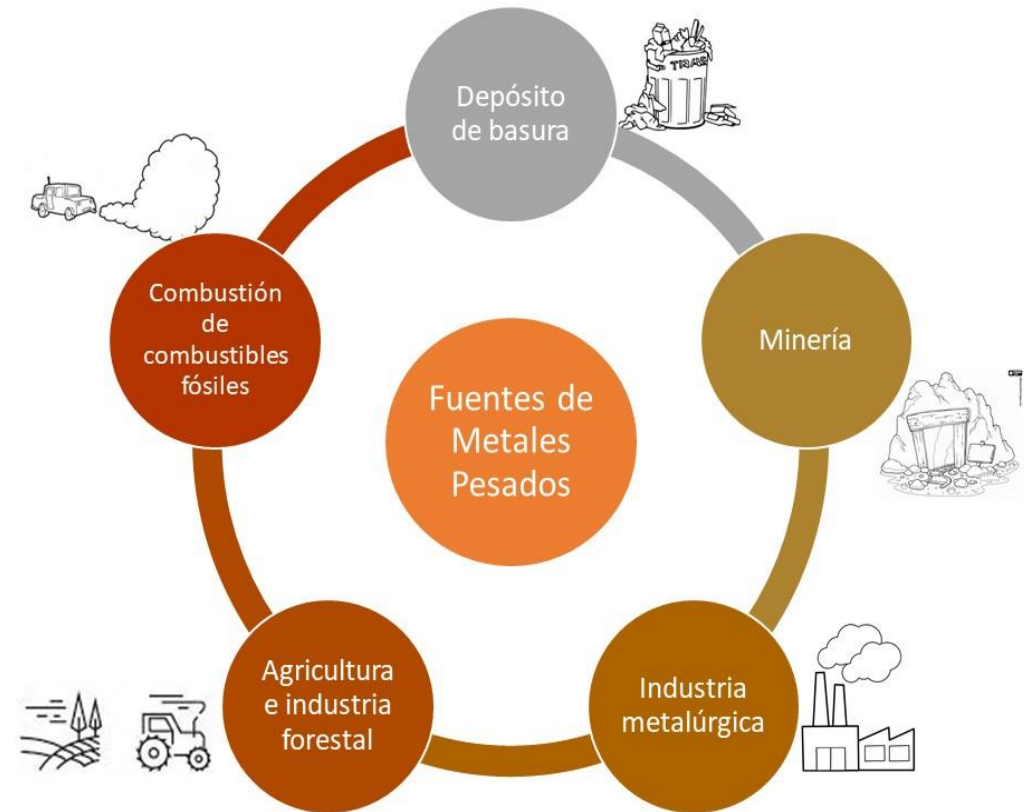 Depósito
de basura
Combustión
de
combustibles
fósiles
Minería
Fuentes de
Metales
Pesados
Agricultura
e industria
forestal
Industria
metalúrgica